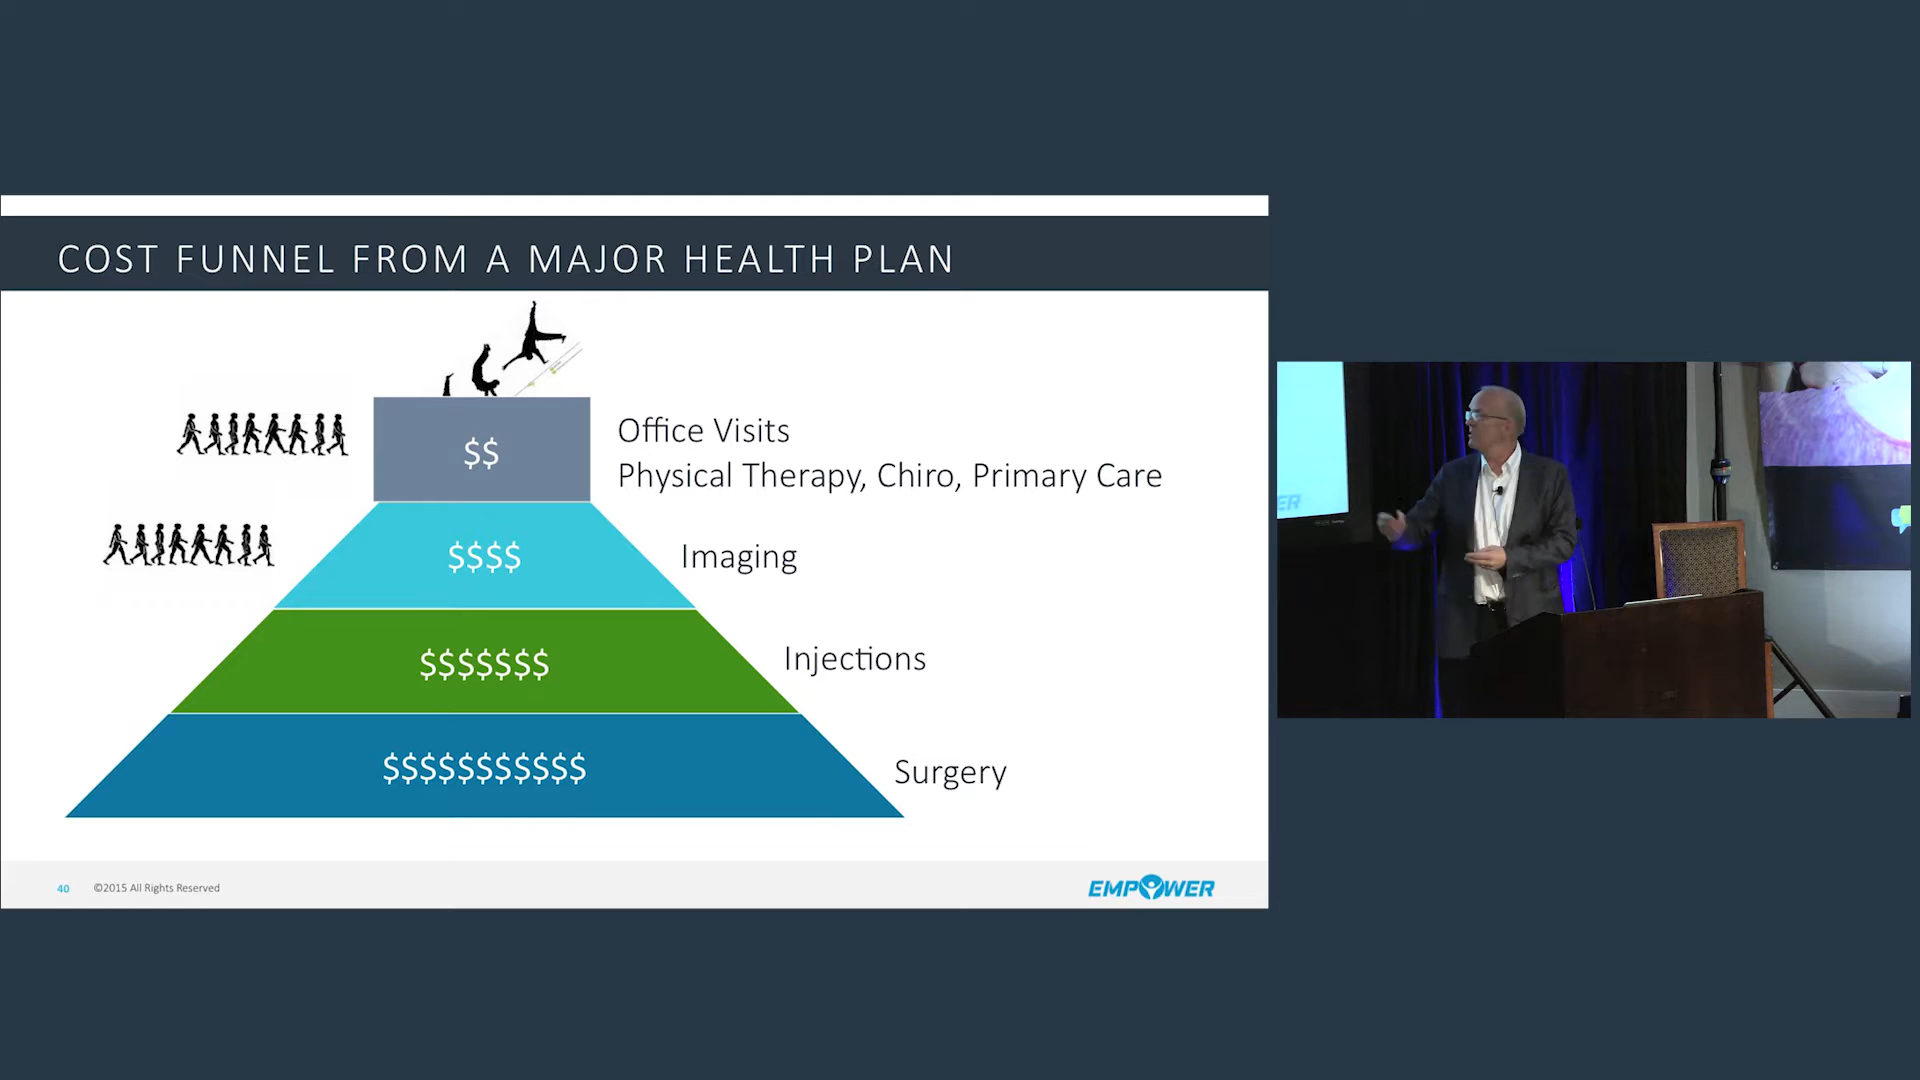 COST FUNNEL FROM A MAJOR HEALTH PLAN
$$
Office Visits
Physical Therapy, Chiro, Primary Care
$$$$
Imaging
$$$$$$$
Injections
$$$$$$$$$$$
Surgery
40 ©2015 All Rights Reserved
EMPOWER
ER